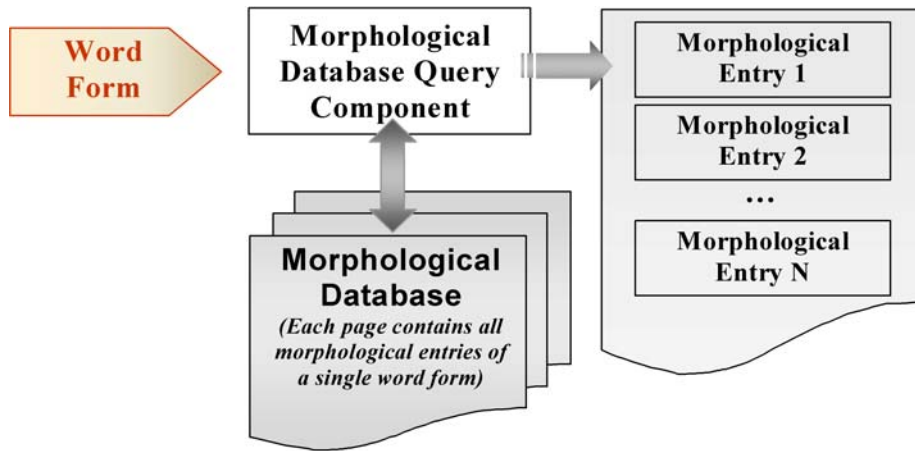 Word
Form
Morphological
Database Query
Component
Morphological
Entry 1
Morphological
Entry 2
...
Morphological
Entry N
Morphological
Database
(Each page contains all
morphological entries of
a single word form)